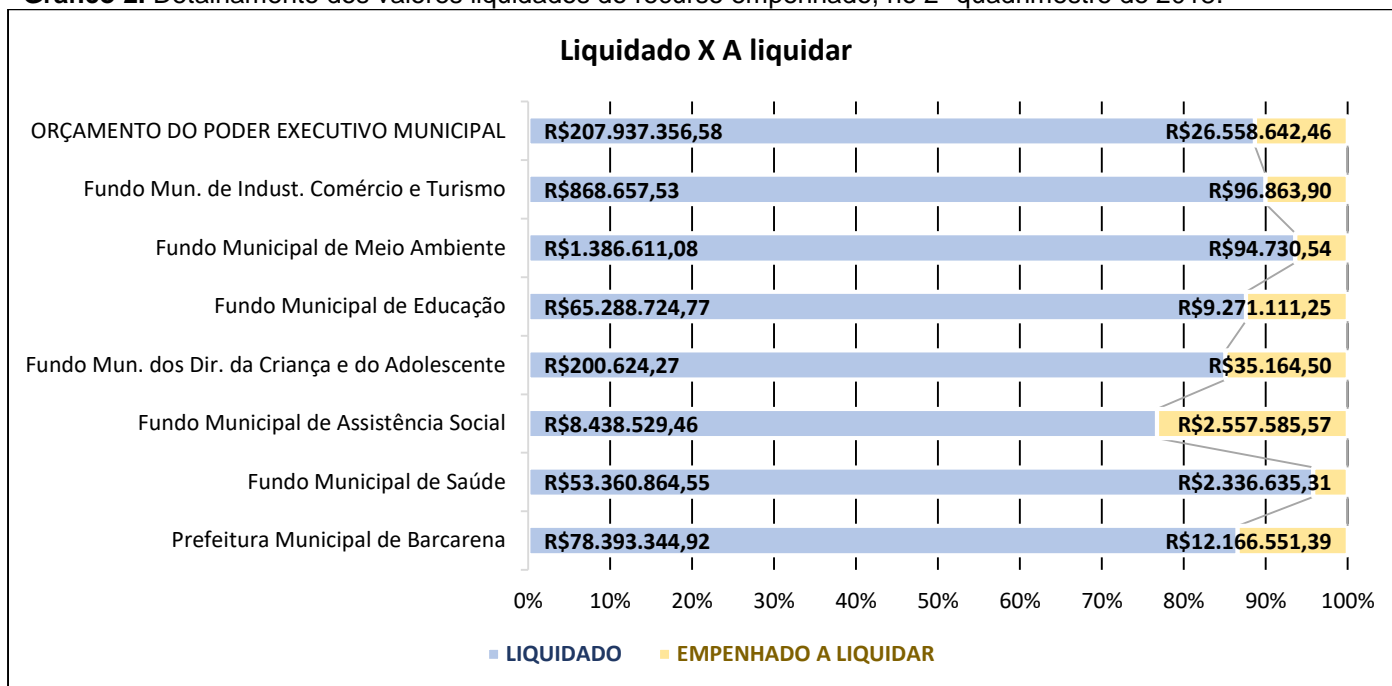 Liquidado X A liquidar
ORÇAMENTO DO PODER EXECUTIVO MUNICIPAL R$207.937.356,58 R$26.558.642,46
Fundo Mun. de Indust. Comércio e Turismo R$868.657,53 R$96.863,90
Fundo Municipal de Meio Ambiente R$1.386.611,08 R$94.730,54
Fundo Municipal de Educação R$65.288.724,77 R$9.271.111,25
Fundo Mun. dos Dir. da Criança e do Adolescente R$200.624,27 R$35.164,50
Fundo Municipal de Assistência Social R$8.438.529,46 R$2.557.585,57
Fundo Municipal de Saúde R$53.360.864,55 R$2.336.635,31
Prefeitura Municipal de Barcarena R$78.393.344,92 R$12.166.551,39
0% 10% 20% 30% 40% 50% 60% 70% 80% 90% 100%
LIQUIDADO EMPENHADO A LIQUIDAR